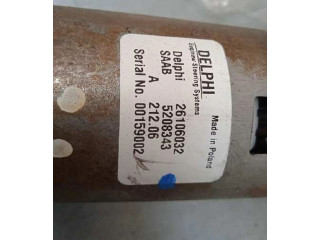 DELPHI
Saginaw Steering Systems
Made in Poland
26106032
Delphi 5208343
SAAB 212.06
A
Serial No. 00159002